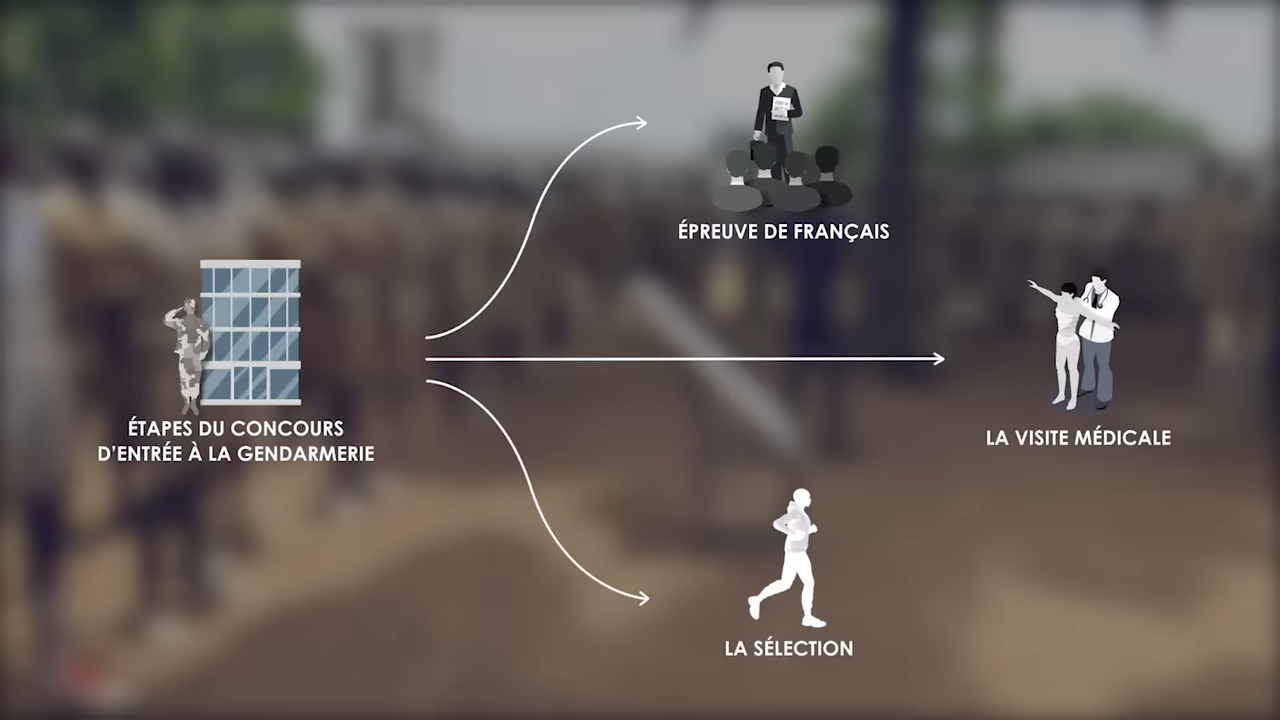 ÉPREUVE DE FRANÇAIS
ÉTAPES DU CONCOURS
D'ENTRÉE À LA GENDARMERIE
LA VISITE MÉDICALE
LA SÉLECTION